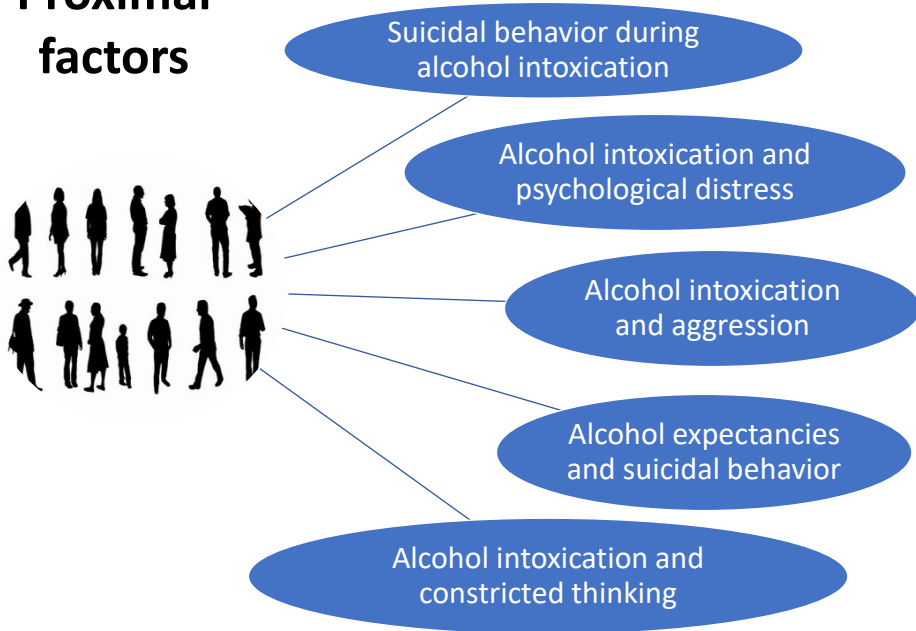 Proximal
factors
Suicidal behavior during
alcohol intoxication
Alcohol intoxication and
psychological distress
Alcohol intoxication
and aggression
Alcohol expectancies
and suicidal behavior
Alcohol intoxication and
constricted thinking